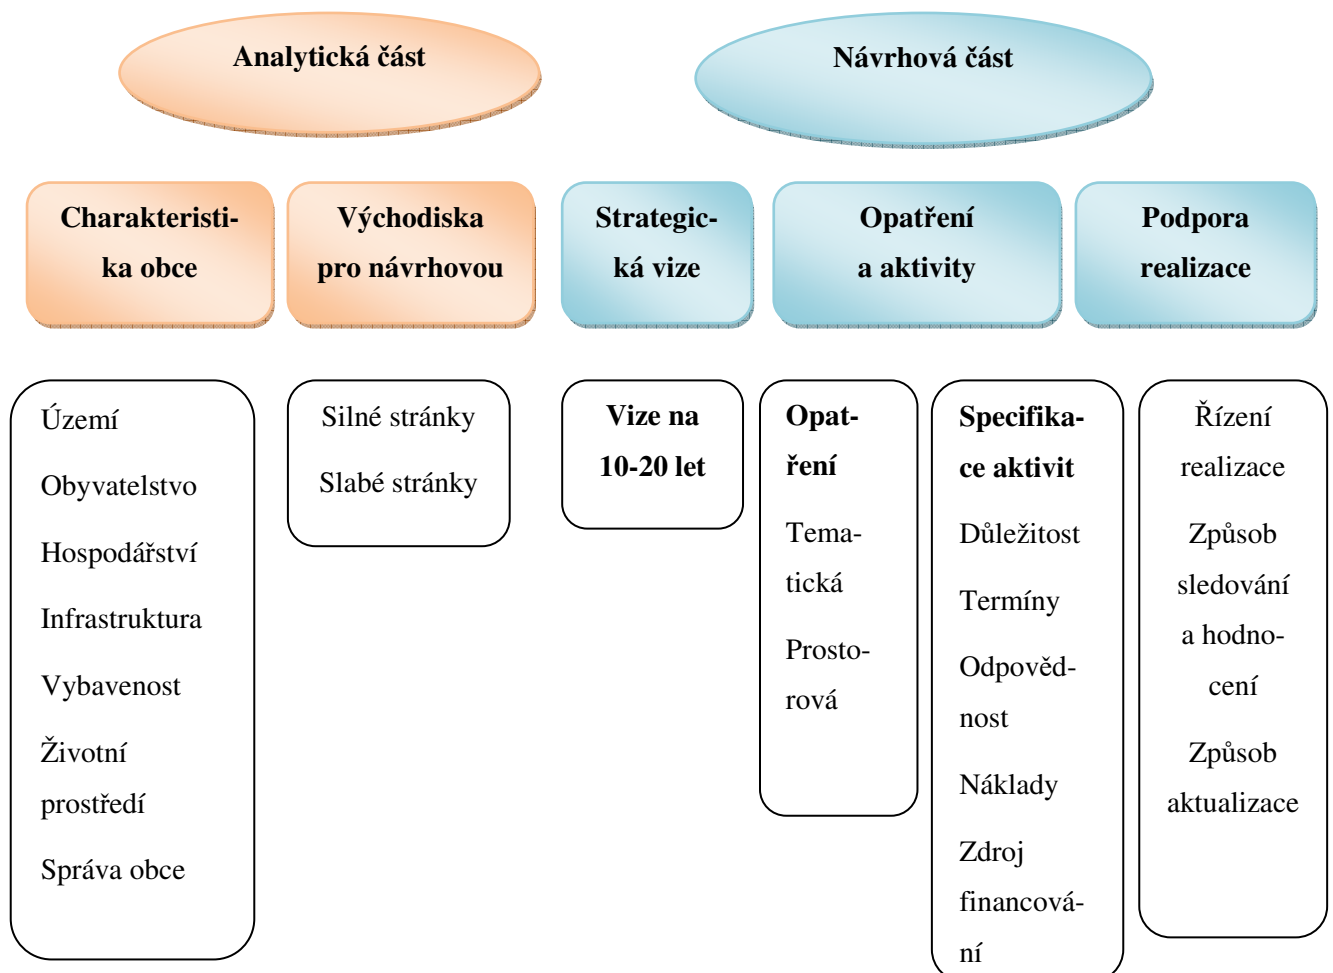 Analytická část
Návrhová část
Charakteristi-
ka obce
Východiska
pro návrhovou
Strategic-
ká vize
Opatření
a aktivity
Podpora
realizace
Území
Obyvatelstvo
Hospodářství
Infrastruktura
Vybavenost
Životní
prostředí
Správa obce
Silné stránky
Slabé stránky
Vize na
10-20 let
Opat-
ření
Tema-
tická
Prosto-
rová
Specifika-
ce aktivit
Důležitost
Termíny
Odpověd-
nost
Náklady
Zdroj
financová-
ní
Řízení
realizace
Způsob
sledování
a hodno-
cení
Způsob
aktualizace